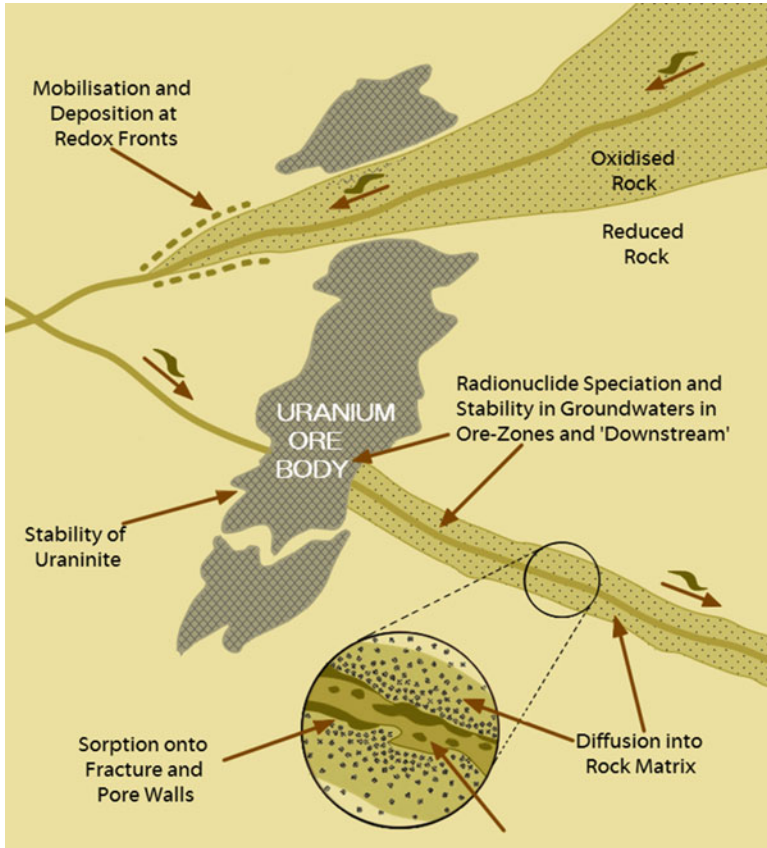 Mobilisation and
Deposition at
Redox Fronts
Oxidised
Rock
Reduced
Rock
URANIUM
ORE
BODY
Radionuclide Speciation and
Stability in Groundwaters in
Ore-Zones and 'Downstream'
Stability of
Uraninite
Sorption onto
Fracture and
Pore Walls
Diffusion into
Rock Matrix